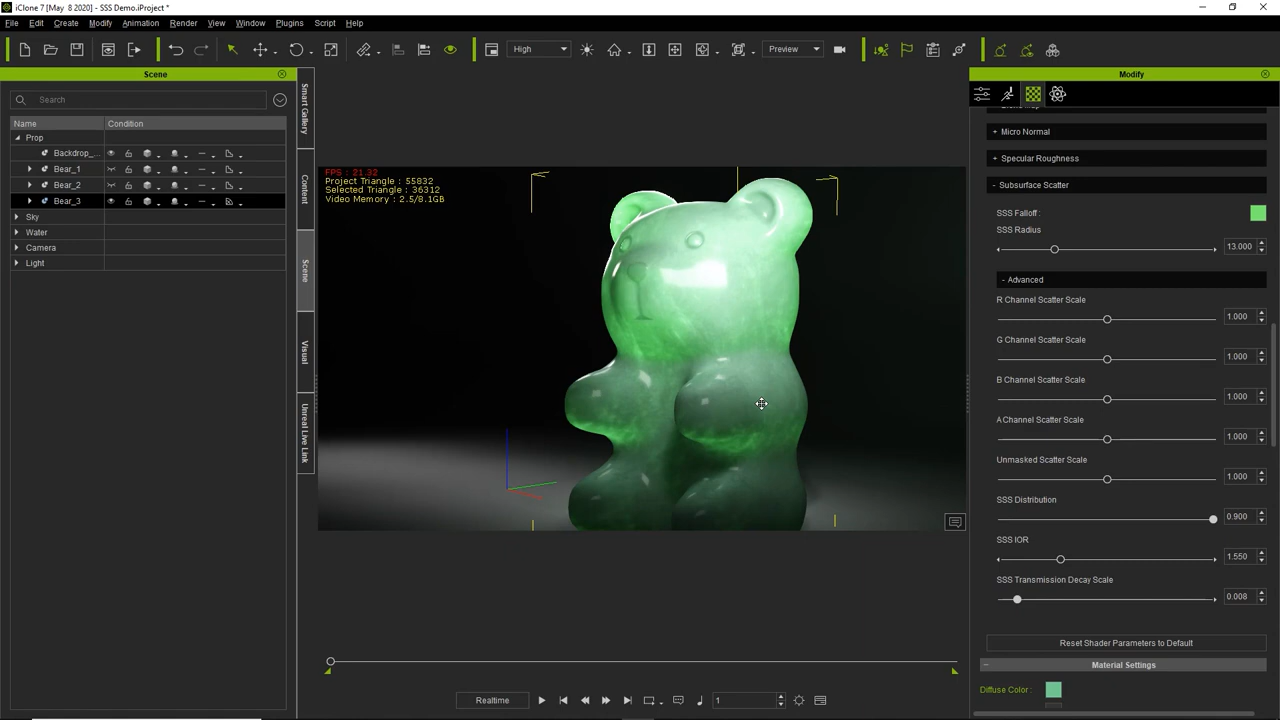 iClone 7 [May  8 2020] - SSS Demo.iProject *
File Edit Create Modify Animation Render View Window Plugins Script Help
High
Preview
Scene
Search
Name Condition
Prop
Backdrop_...
Bear_1
Bear_2
Bear_3
Sky
Water
Camera
Light
Smart Gallery
Content
Scene
Visual
Unreal Live Link
FPS : 21.32
Project Triangle : 55832
Selected Triangle : 36312
Video Memory : 2.5/8.1GB
Realtime
1
Modify
+ Micro Normal
+ Specular Roughness
- Subsurface Scatter
SSS Falloff :
SSS Radius
13.000
- Advanced
R Channel Scatter Scale
1.000
G Channel Scatter Scale
1.000
B Channel Scatter Scale
1.000
A Channel Scatter Scale
1.000
Unmasked Scatter Scale
1.000
SSS Distribution
0.900
SSS IOR
1.550
SSS Transmission Decay Scale
0.008
Reset Shader Parameters to Default
Material Settings
Diffuse Color :